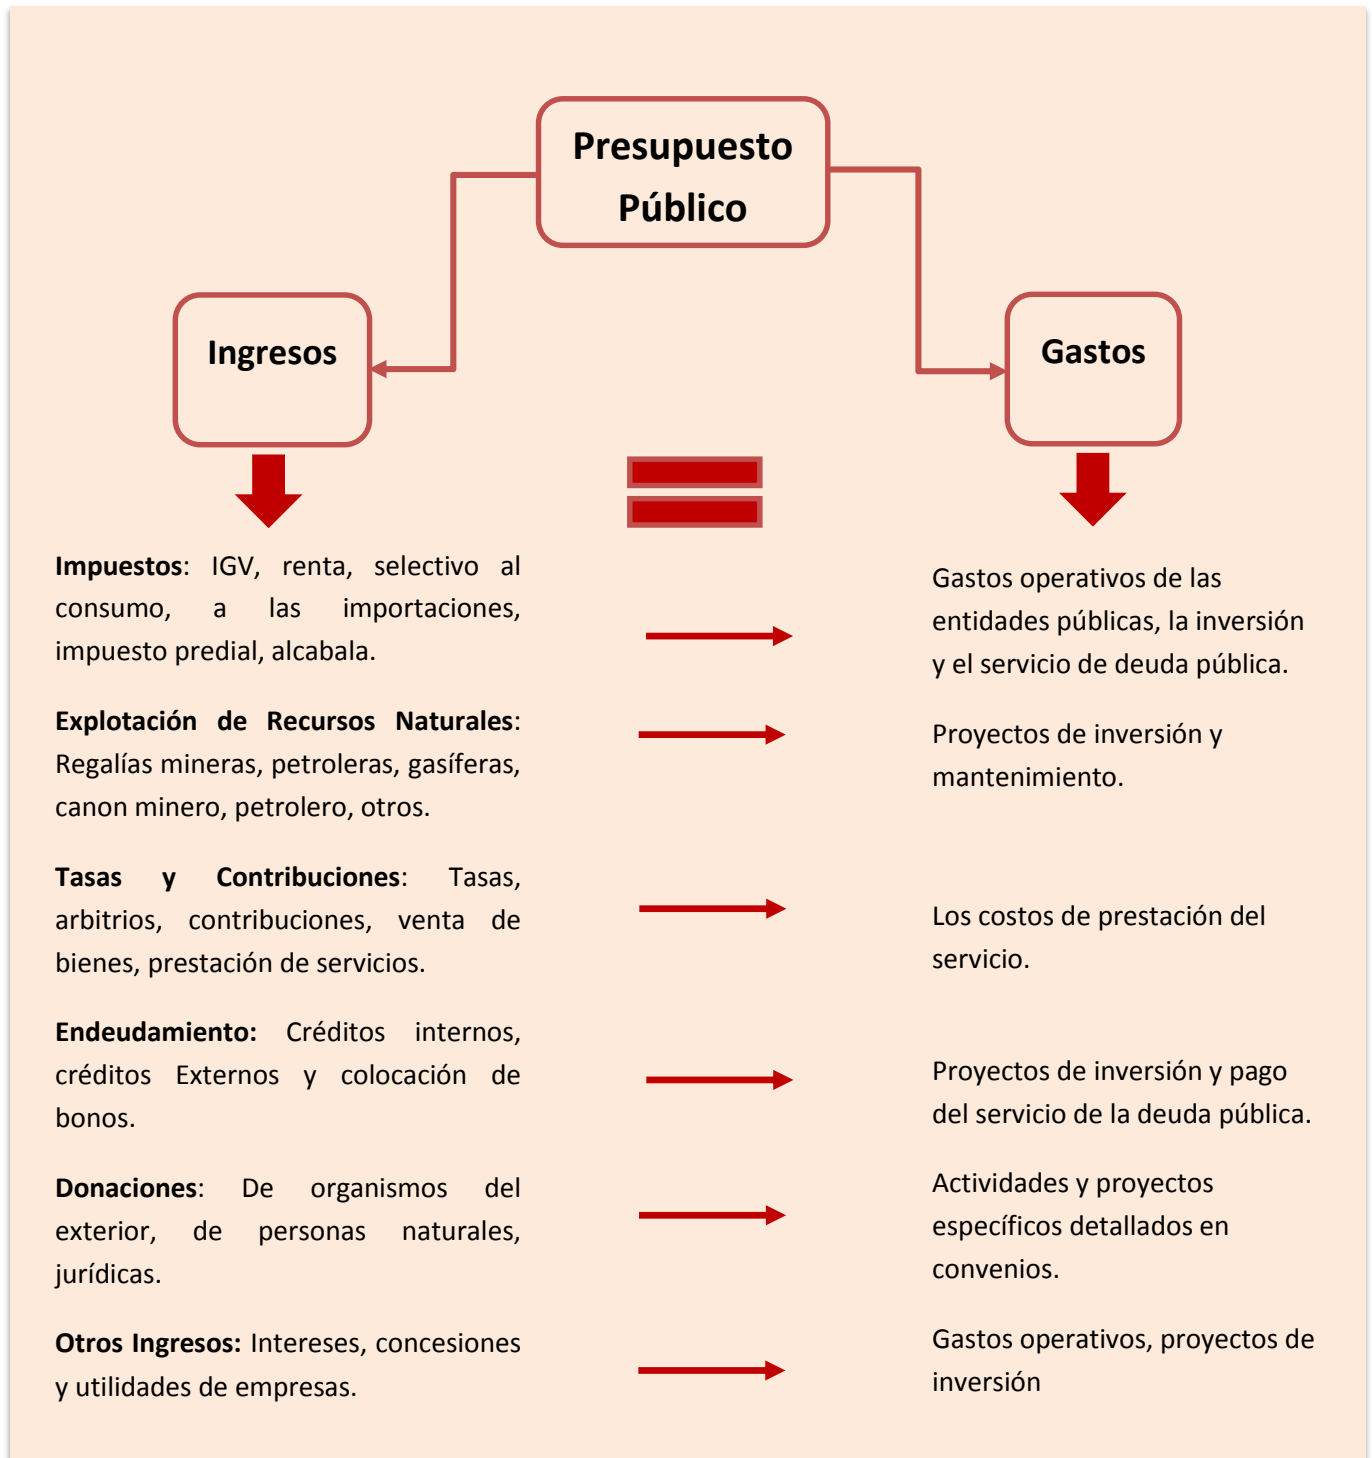 Presupuesto
Público
Ingresos
Gastos
Impuestos: IGV, renta, selectivo al
consumo, a las importaciones,
impuesto predial, alcabala.
Gastos operativos de las
entidades públicas, la inversión
y el servicio de deuda pública.
Explotación de Recursos Naturales:
Regalías mineras, petroleras, gasíferas,
canon minero, petrolero, otros.
Proyectos de inversión y
mantenimiento.
Tasas y Contribuciones: Tasas,
arbitrios, contribuciones, venta de
bienes, prestación de servicios.
Los costos de prestación del
servicio.
Endeudamiento: Créditos internos,
créditos Externos y colocación de
bonos.
Proyectos de inversión y pago
del servicio de la deuda pública.
Donaciones: De organismos del
exterior, de personas naturales,
jurídicas.
Actividades y proyectos
específicos detallados en
convenios.
Otros Ingresos: Intereses, concesiones
y utilidades de empresas.
Gastos operativos, proyectos de
inversión